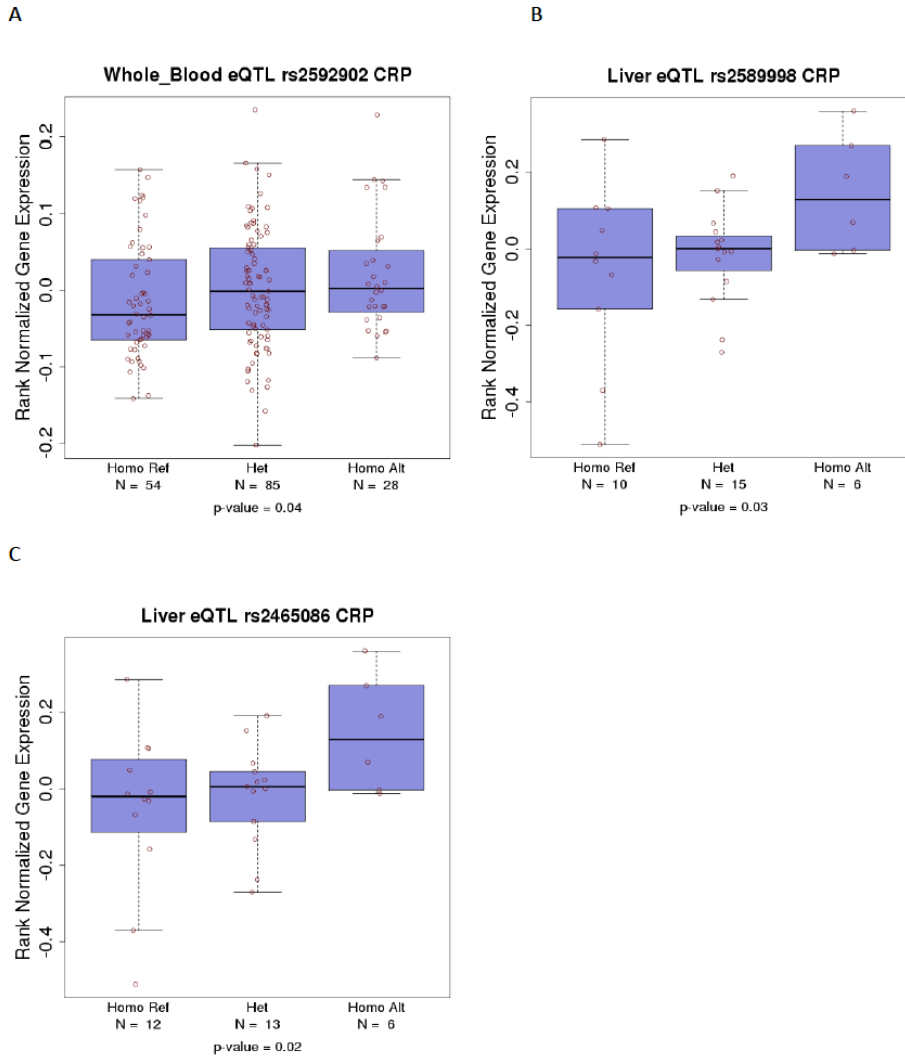 A
Whole_Blood eQTL rs2592902 CRP
Rank Normalized Gene Expression
0.2
0.1
0.0
-0.1
-0.2
Homo Ref Het Homo Alt
N = 54 N = 85 N = 28
p-value = 0.04
B
Liver eQTL rs2589998 CRP
Rank Normalized Gene Expression
0.2
0.0
-0.2
-0.4
Homo Ref Het Homo Alt
N = 10 N = 15 N = 6
p-value = 0.03
C
Liver eQTL rs2465086 CRP
Rank Normalized Gene Expression
0.2
0.0
-0.2
-0.4
Homo Ref Het Homo Alt
N = 12 N = 13 N = 6
p-value = 0.02